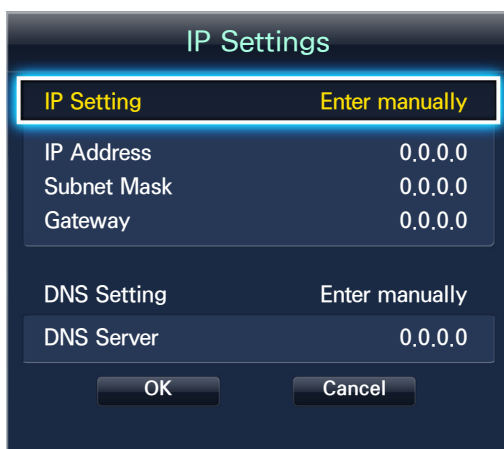 IP Settings
IP Setting Enter manually
IP Address 0.0.0.0
Subnet Mask 0.0.0.0
Gateway 0.0.0.0
DNS Setting Enter manually
DNS Server 0.0.0.0
OK Cancel